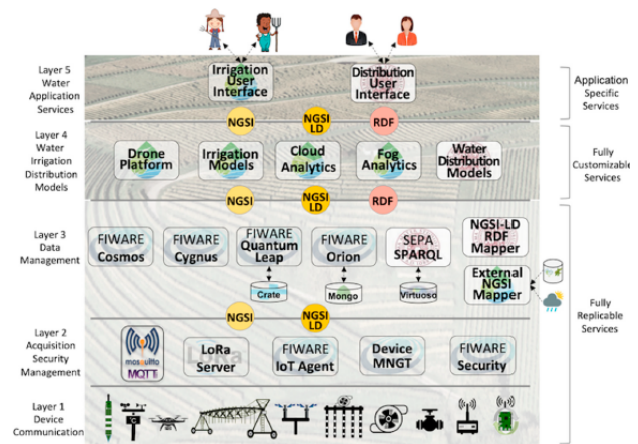 Layer 5
Water
Application
Services
Irrigation
User
Interface
Distribution
User
Interface
Application
Specific
Services
NGSI
NGSI
LD
RDF
Layer 4
Water
Irrigation
Distribution
Models
Drone
Platform
Irrigation
Models
Cloud
Analytics
Fog
Analytics
Water
Distribution
Models
Fully
Customizable
Services
NGSI
NGSI
LD
RDF
Layer 3
Data
Management
FIWARE
Cosmos
FIWARE
Cygnus
FIWARE
Quantum
Leap
FIWARE
Orion
SEPA
SPARQL
NGSI-LD
RDF
Mapper
External
NGSI
Mapper
Crate
Mongo
Virtuoso
Fully
Replicable
Services
NGSI
NGSI
LD
Layer 2
Acquisition
Security
Management
mosquitto
MQTT
LoRa
Server
FIWARE
IoT Agent
Device
MNGT
FIWARE
Security
Layer 1
Device
Communication
°C